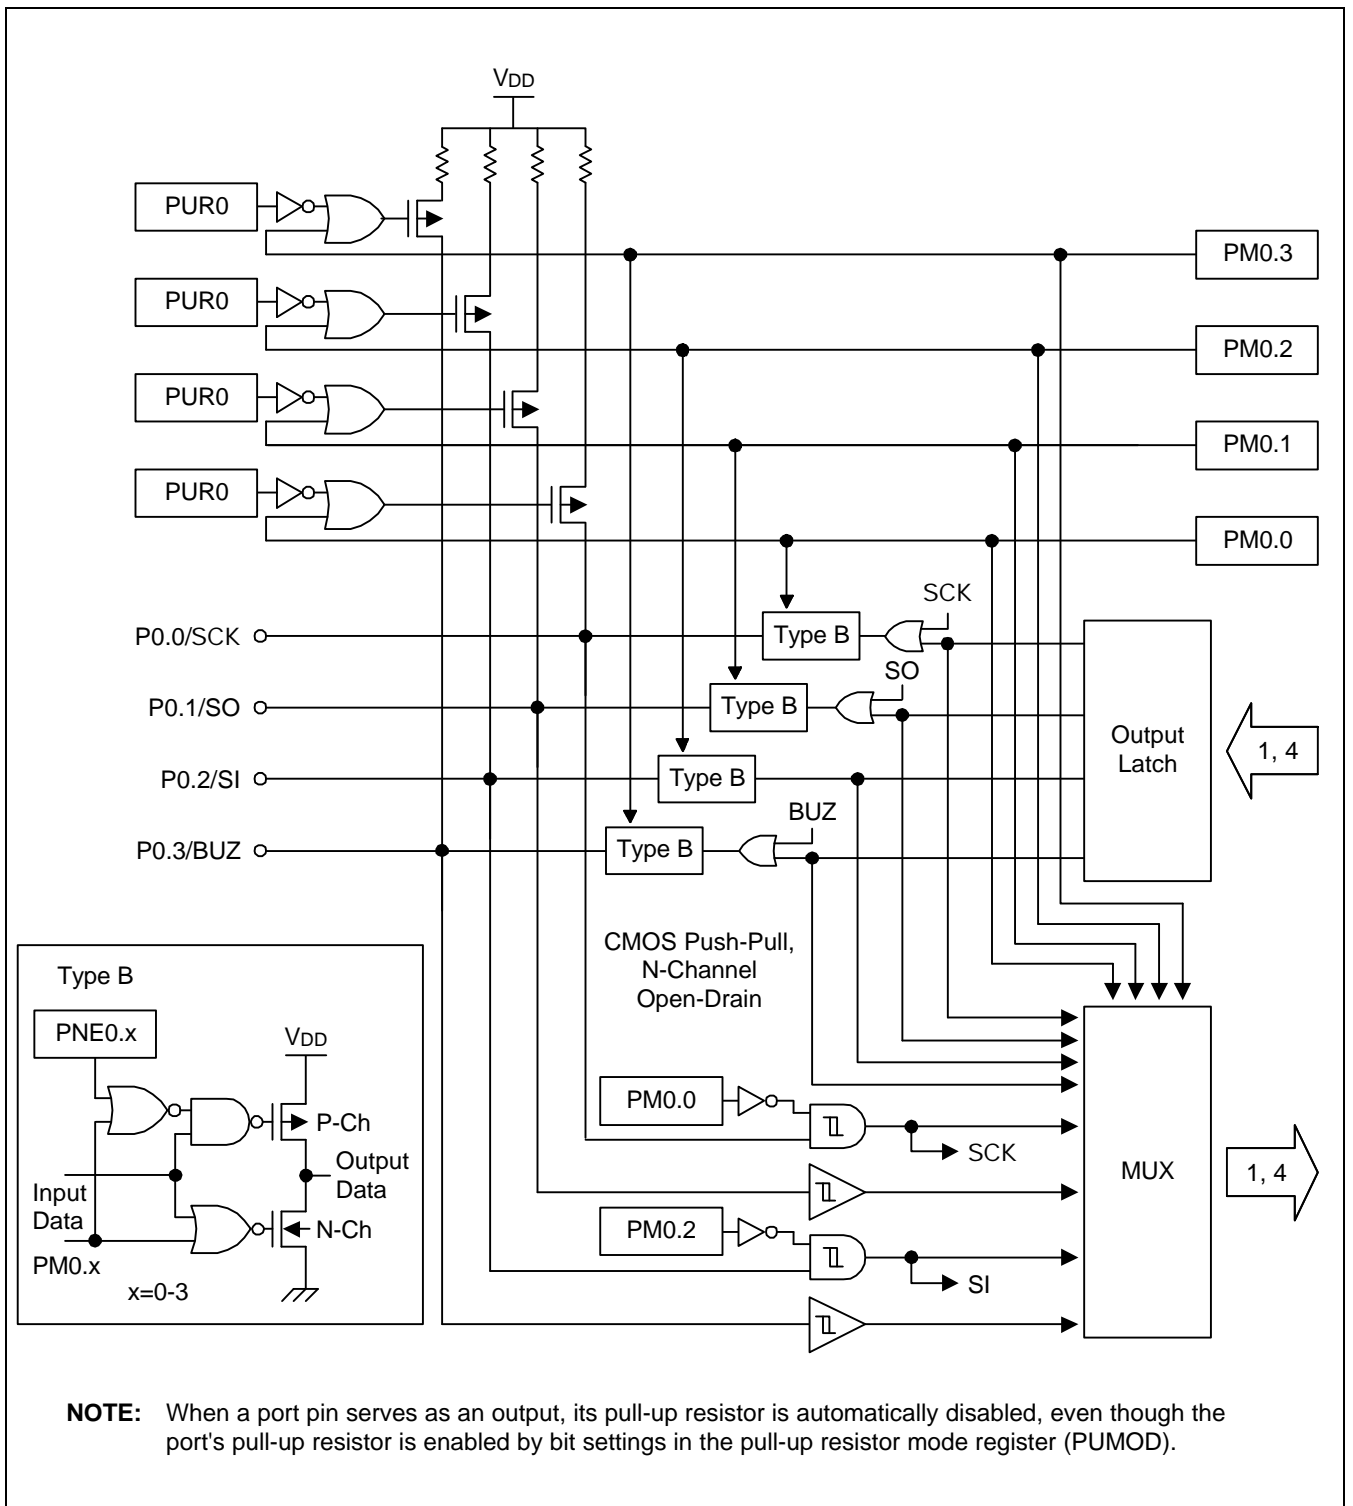 VDD
PUR0
PM0.3
PUR0
PM0.2
PUR0
PM0.1
PUR0
PM0.0
SCK
P0.0/SCK
Type B
SO
P0.1/SO
Type B
Output
Latch
1, 4
P0.2/SI
Type B
BUZ
P0.3/BUZ
Type B
CMOS Push-Pull,
N-Channel
Open-Drain
Type B
PNE0.x
VDD
P-Ch
Output
Data
Input
Data
N-Ch
PM0.x
x=0-3
PM0.0
SCK
MUX
1, 4
PM0.2
SI
NOTE: When a port pin serves as an output, its pull-up resistor is automatically disabled, even though the
port's pull-up resistor is enabled by bit settings in the pull-up resistor mode register (PUMOD).